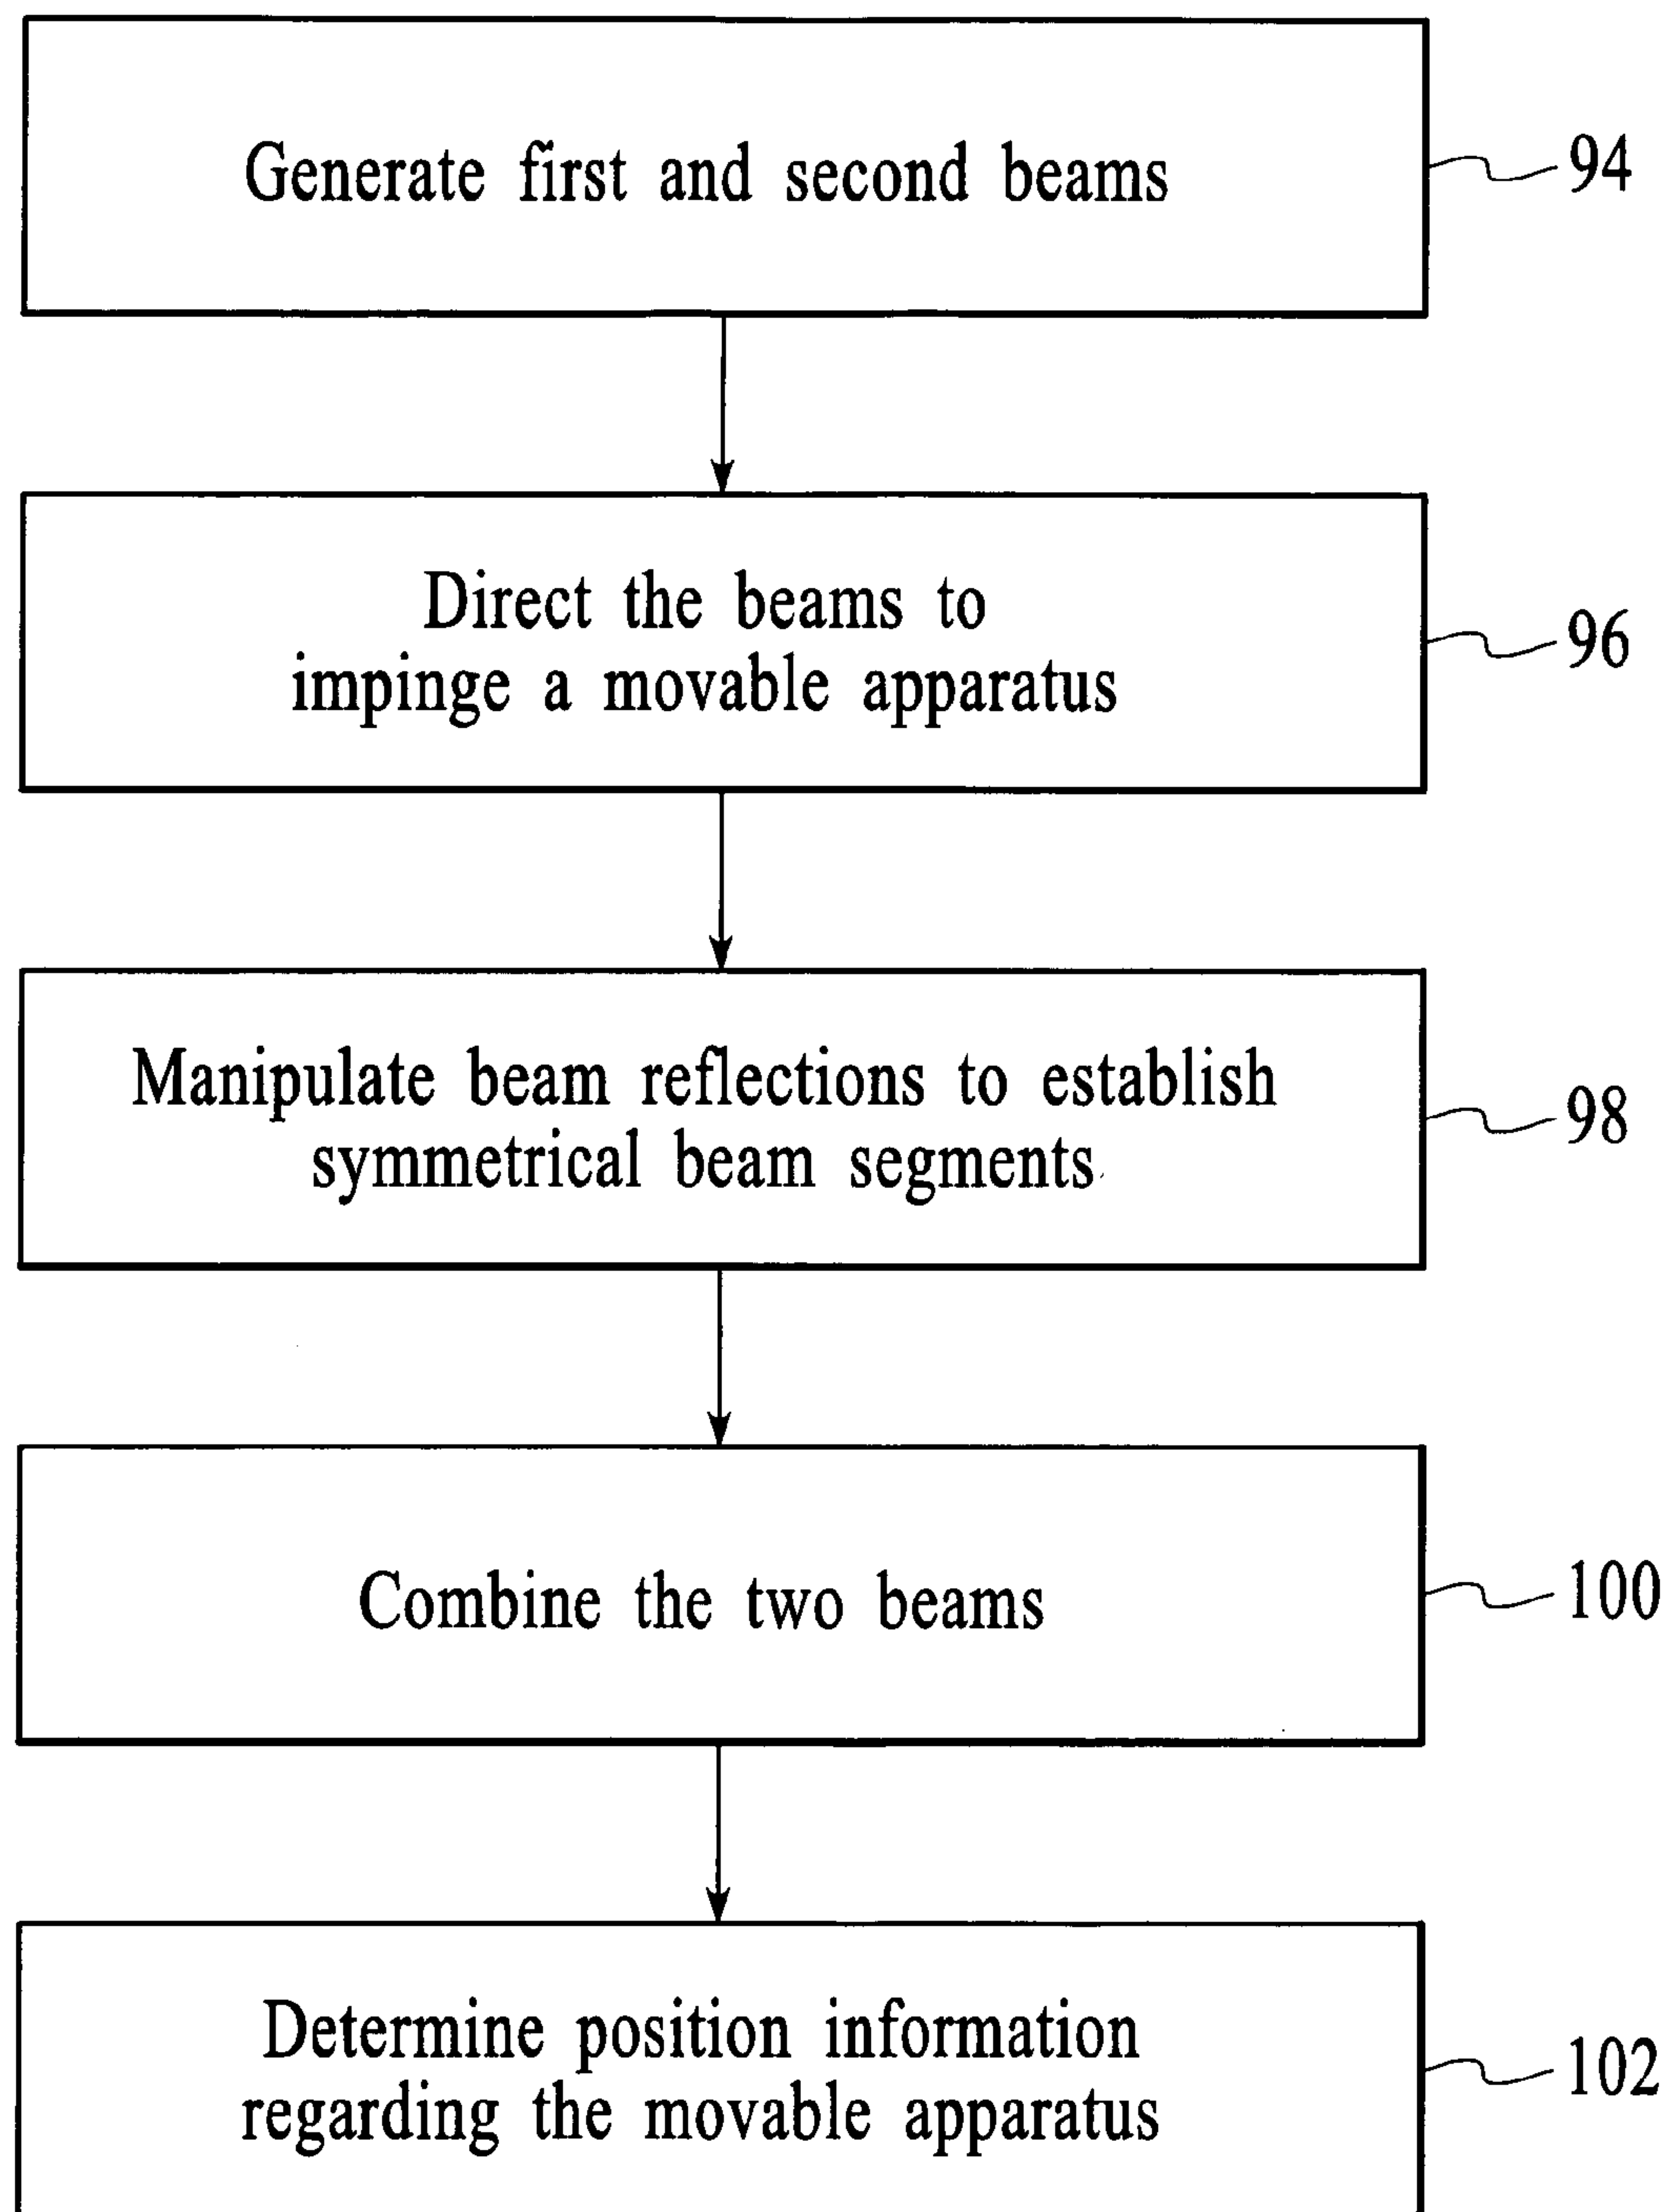 Generate first and second beams
94
Direct the beams to
impinge a movable apparatus
96
Manipulate beam reflections to establish
symmetrical beam segments
98
Combine the two beams
100
Determine position information
regarding the movable apparatus
102